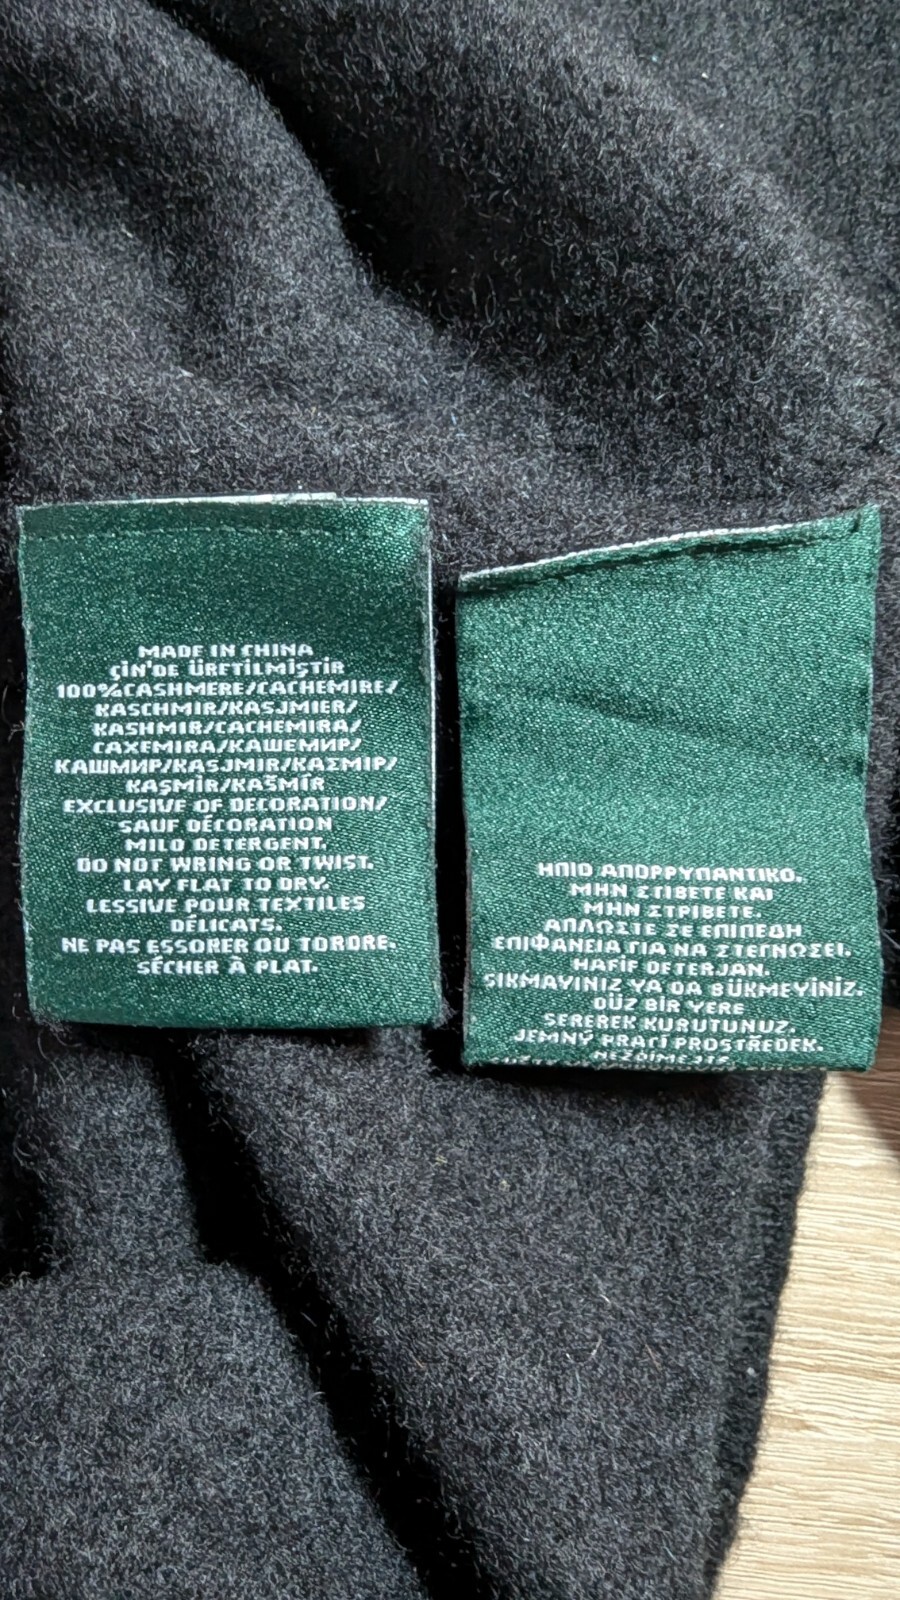 MADE IN CHINA
ÇİN'DE ÜRETİLMİŞTİR
100%CASHMERE/CACHEMIRE/
KASCHMIR/KASJMIER/
KASHMIR/CACHEMIRA/
CAXEMIRA/КАШЕМИР/
КАШМИР/KASJMIR/ΚΑΣΜΙΡ/
KAŞMİR/KAŠMÍR
EXCLUSIVE OF DECORATION/
SAUF DÉCORATION
MILD DETERGENT.
DO NOT WRING OR TWIST.
LAY FLAT TO DRY.
LESSIVE POUR TEXTILES
DÉLICATS.
NE PAS ESSORER OU TORDRE.
SÉCHER À PLAT.
ΗΠΙΟ ΑΠΟΡΡΥΠΑΝΤΙΚΟ.
ΜΗΝ ΣΤΙΒΕΤΕ ΚΑΙ
ΜΗΝ ΣΤΡΙΒΕΤΕ.
ΑΠΛΩΣΤΕ ΣΕ ΕΠΙΠΕΔΗ
ΕΠΙΦΑΝΕΙΑ ΓΙΑ ΝΑ ΣΤΕΓΝΩΣΕΙ.
HAFİF DETERJAN.
SIKMAYINIZ YA DA BÜKMEYİNİZ.
DÜZ BİR YERE
SEREREK KURUTUNUZ.
JEMNÝ PRACÍ PROSTŘEDEK.
NEŽDÍMEJTE